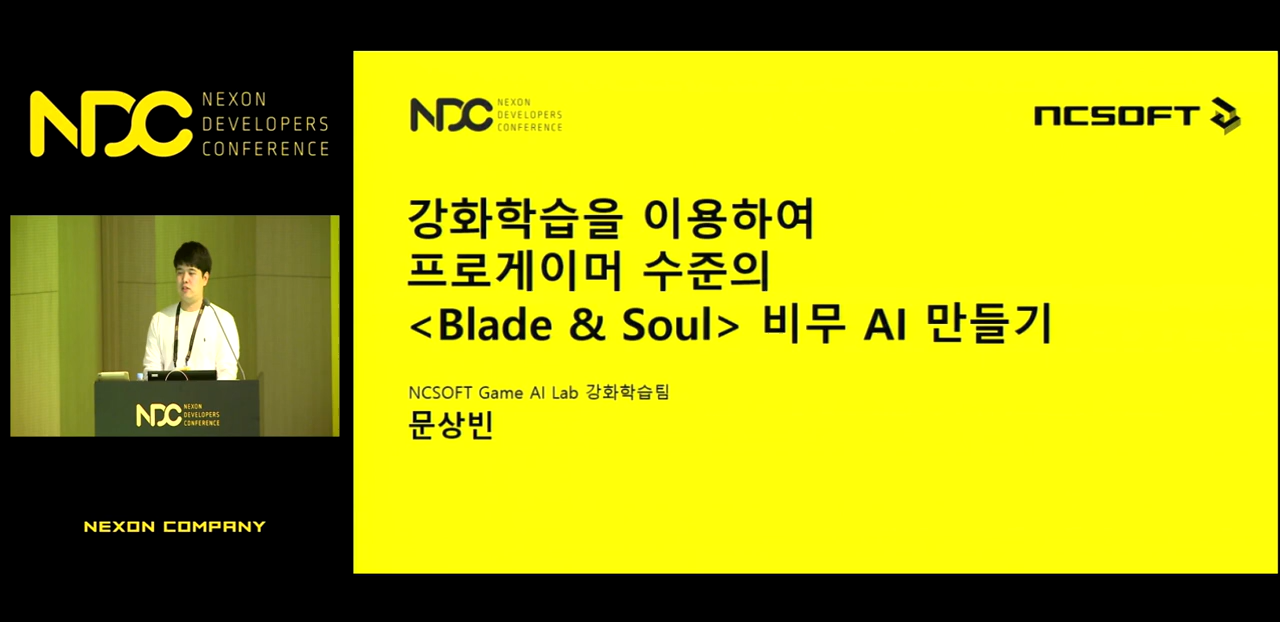 NDC NEXON
DEVELOPERS
CONFERENCE
NDC NEXON
DEVELOPERS
CONFERENCE
NEXON COMPANY
NDC NEXON
DEVELOPERS
CONFERENCE
NCSOFT
강화학습을 이용하여
프로게이머 수준의
<Blade & Soul> 비무 AI 만들기
NCSOFT Game AI Lab 강화학습팀
문상빈